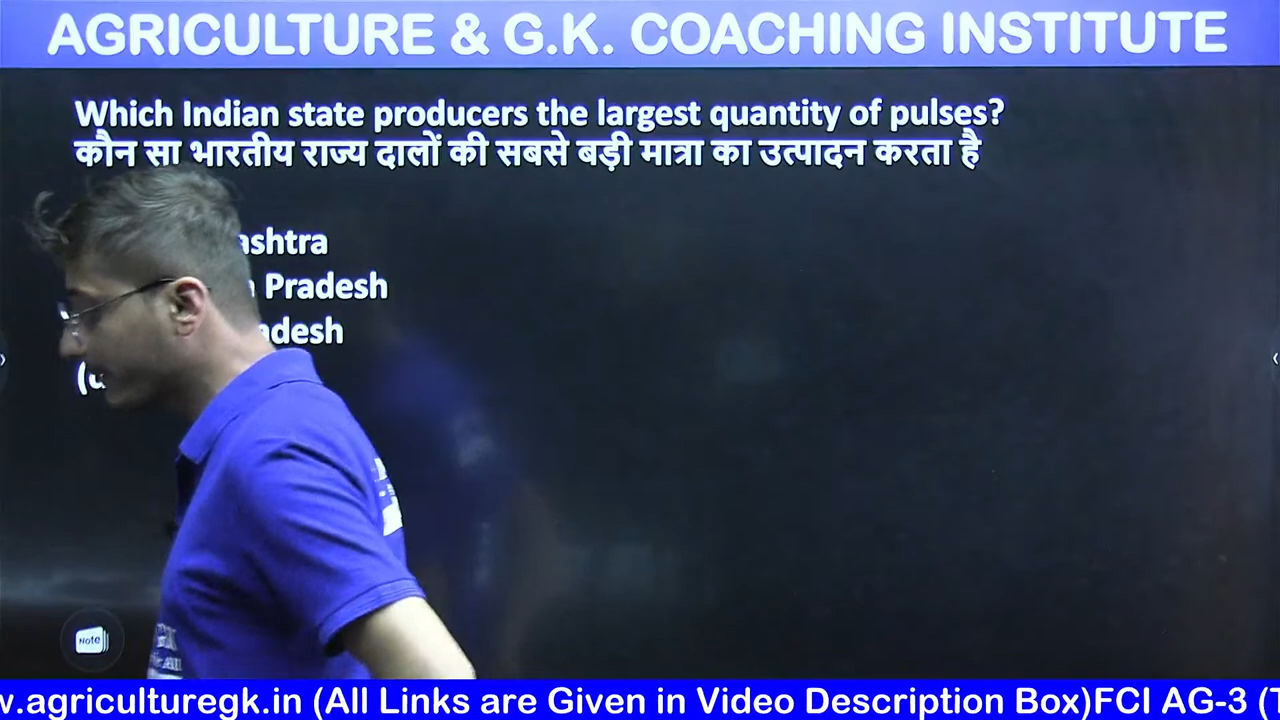 AGRICULTURE & G.K. COACHING INSTITUTE
Which Indian state producers the largest quantity of pulses?
कौन सा भारतीय राज्य दालों की सबसे बड़ी मात्रा का उत्पादन करता है
ashtra
Pradesh
adesh
Note
w.agriculturegk.in (All Links are Given in Video Description Box)FCI AG-3 (T